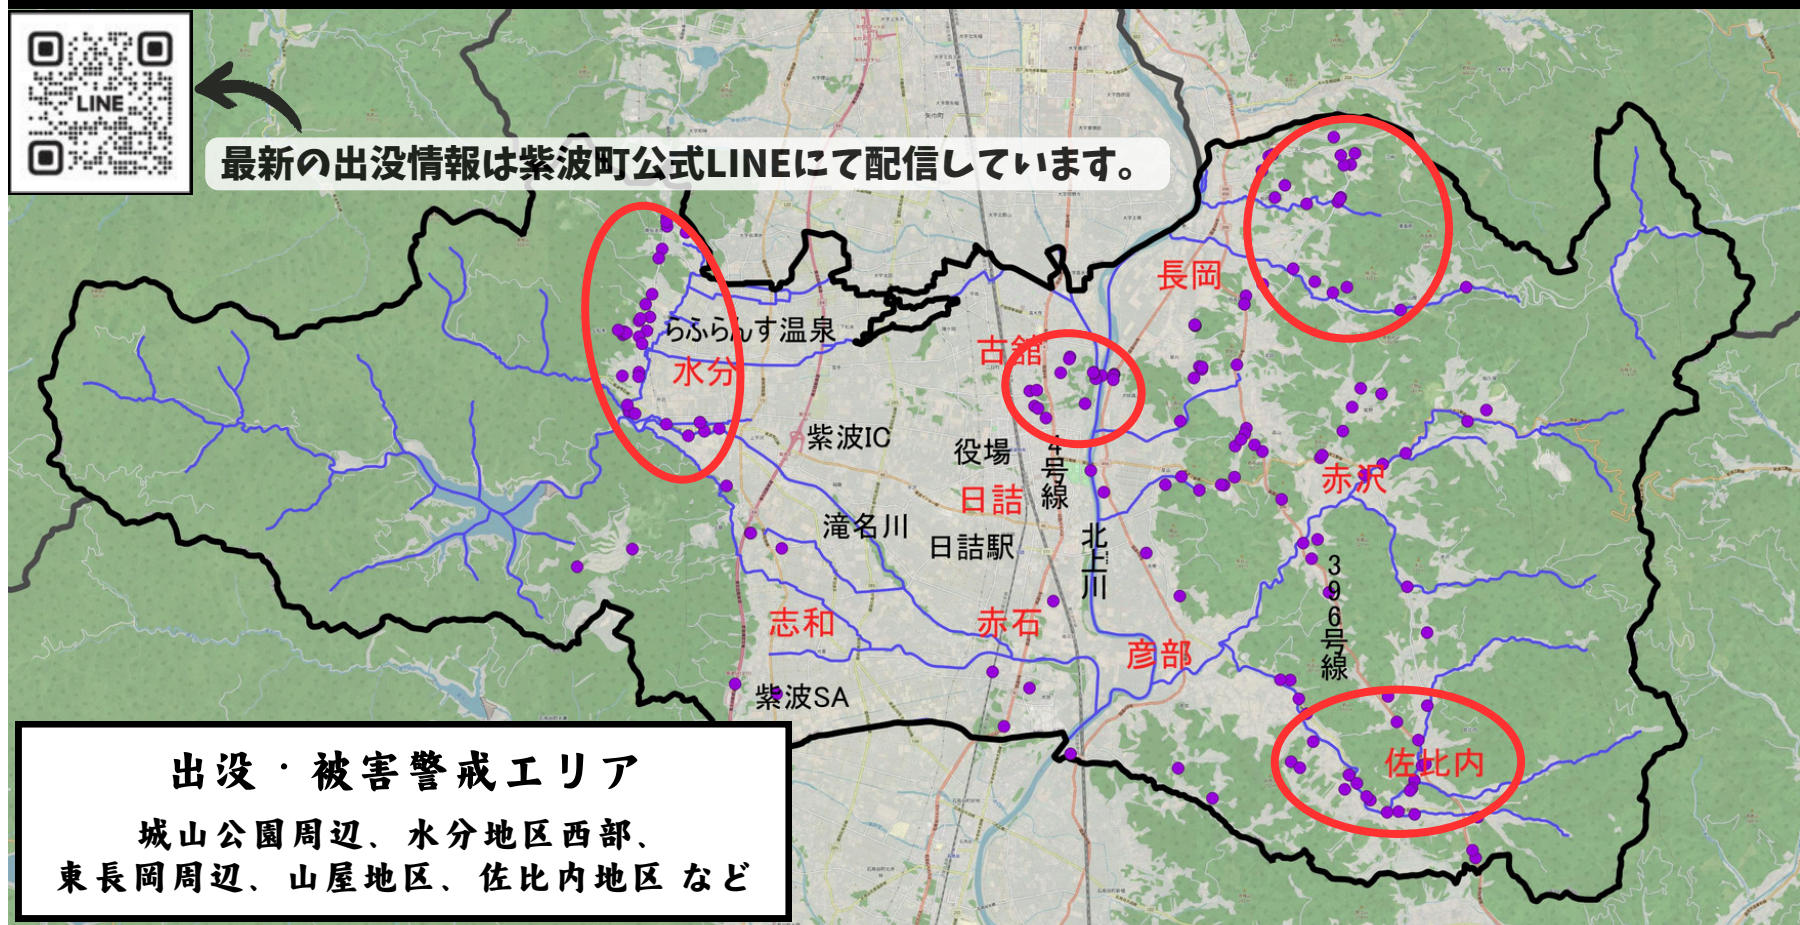 LINE
最新の出没情報は紫波町公式LINEにて配信しています。
矢巾町
長岡
らふらんす温泉
古舘
水分
紫波IC
役場
4号線
赤沢
日詰
滝名川
日詰駅
北上川
396号線
志和
赤石
彦部
紫波SA
佐比内
出没・被害警戒エリア
城山公園周辺、水分地区西部、
東長岡周辺、山屋地区、佐比内地区 など